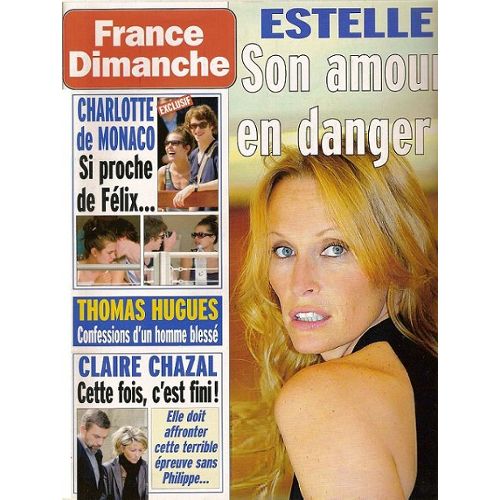 France
Dimanche
ESTELLE
Son amour
en danger
CHARLOTTE
de MONACO
EXCLUSIF
Si proche
de Félix...
THOMAS HUGUES
Confessions d'un homme blessé
CLAIRE CHAZAL
Cette fois, c'est fini !
Elle doit
affronter
cette terrible
épreuve sans
Philippe...